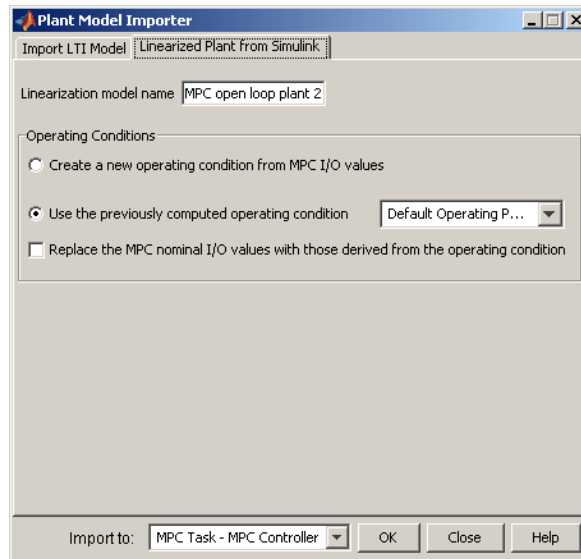 Plant Model Importer
Import LTI Model Linearized Plant from Simulink
Linearization model name MPC open loop plant 2
Operating Conditions
Create a new operating condition from MPC I/O values
Use the previously computed operating condition Default Operating P...
Replace the MPC nominal I/O values with those derived from the operating condition
Import to: MPC Task - MPC Controller OK Close Help